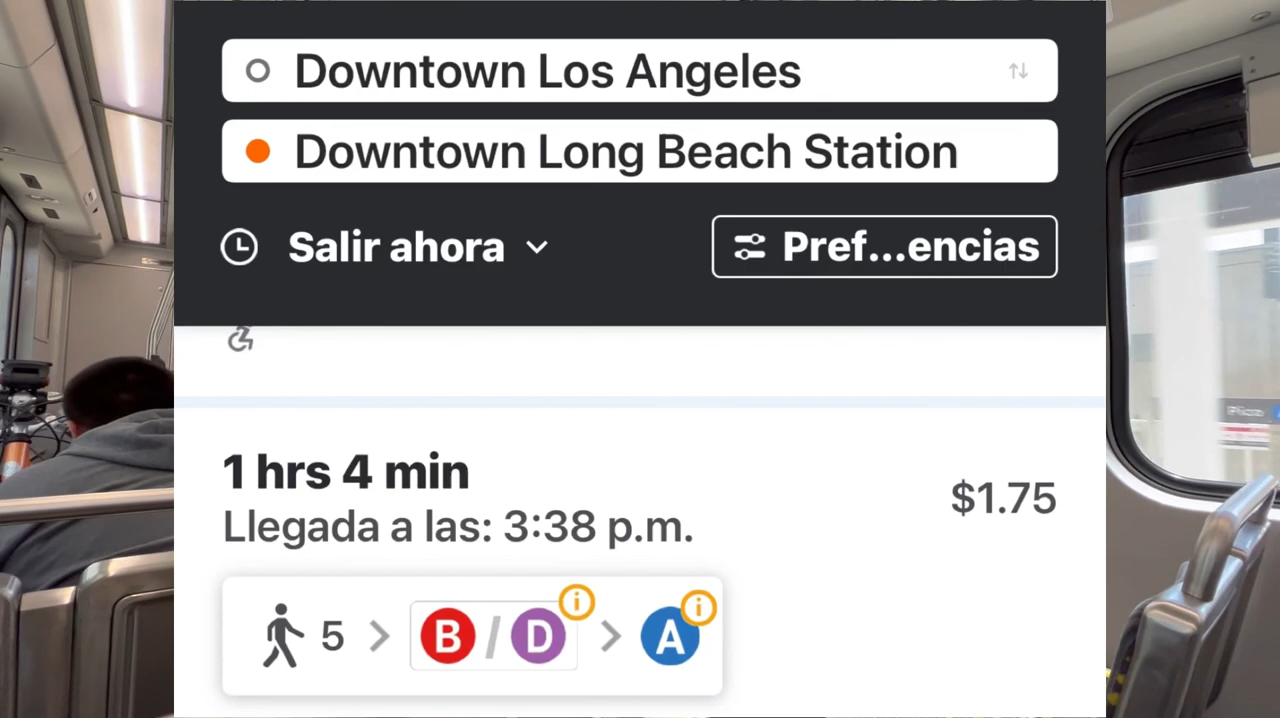 Downtown Los Angeles
Downtown Long Beach Station
Salir ahora
Pref...encias
1 hrs 4 min
$1.75
Llegada a las: 3:38 p.m.
5 B / D A